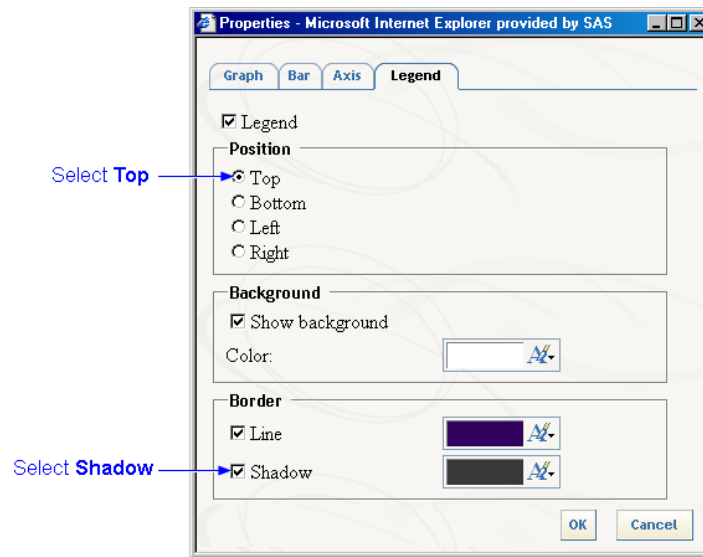 Properties - Microsoft Internet Explorer provided by SAS
Graph Bar Axis Legend
Legend
Position
Select Top
Top
Bottom
Left
Right
Background
Show background
Color:
Border
Line
Select Shadow
Shadow
OK Cancel